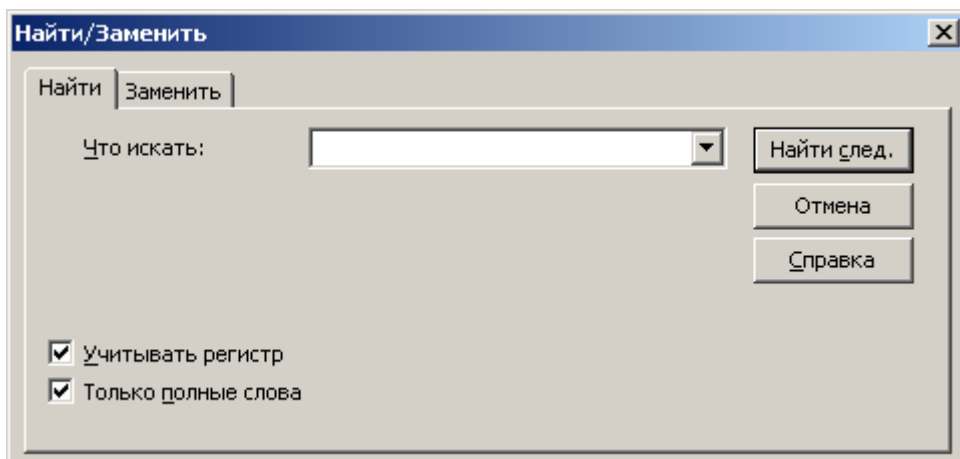 Найти/Заменить
Найти Заменить
Что искать: Найти след.
Отмена
Справка
Учитывать регистр
Только полные слова